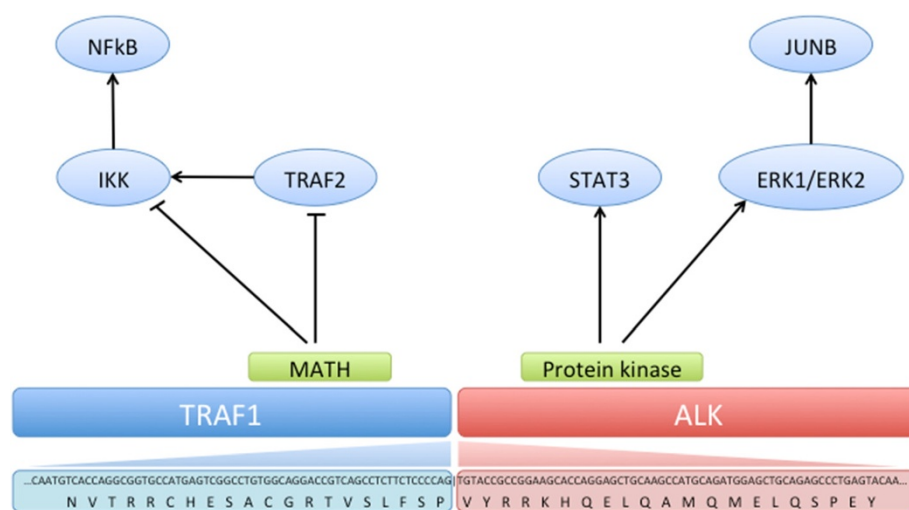 NFkB
JUNB
IKK
TRAF2
STAT3
ERK1/ERK2
MATH
Protein kinase
TRAF1
ALK
...CAATGTCACCAGGCGGTGCCATGAGTCGGCCTGTGGCAGGACCGTCAGCCTCTTCTCCCCAG|TGTACCGCCGGAAGCACCAGGAGCTGCAAGCCATGCAGATGGAGCTGCAGAGCCCTGAGTACAA...
N V T R R C H E S A C G R T V S L F S P V Y R R K H Q E L Q A M Q M E L Q S P E Y